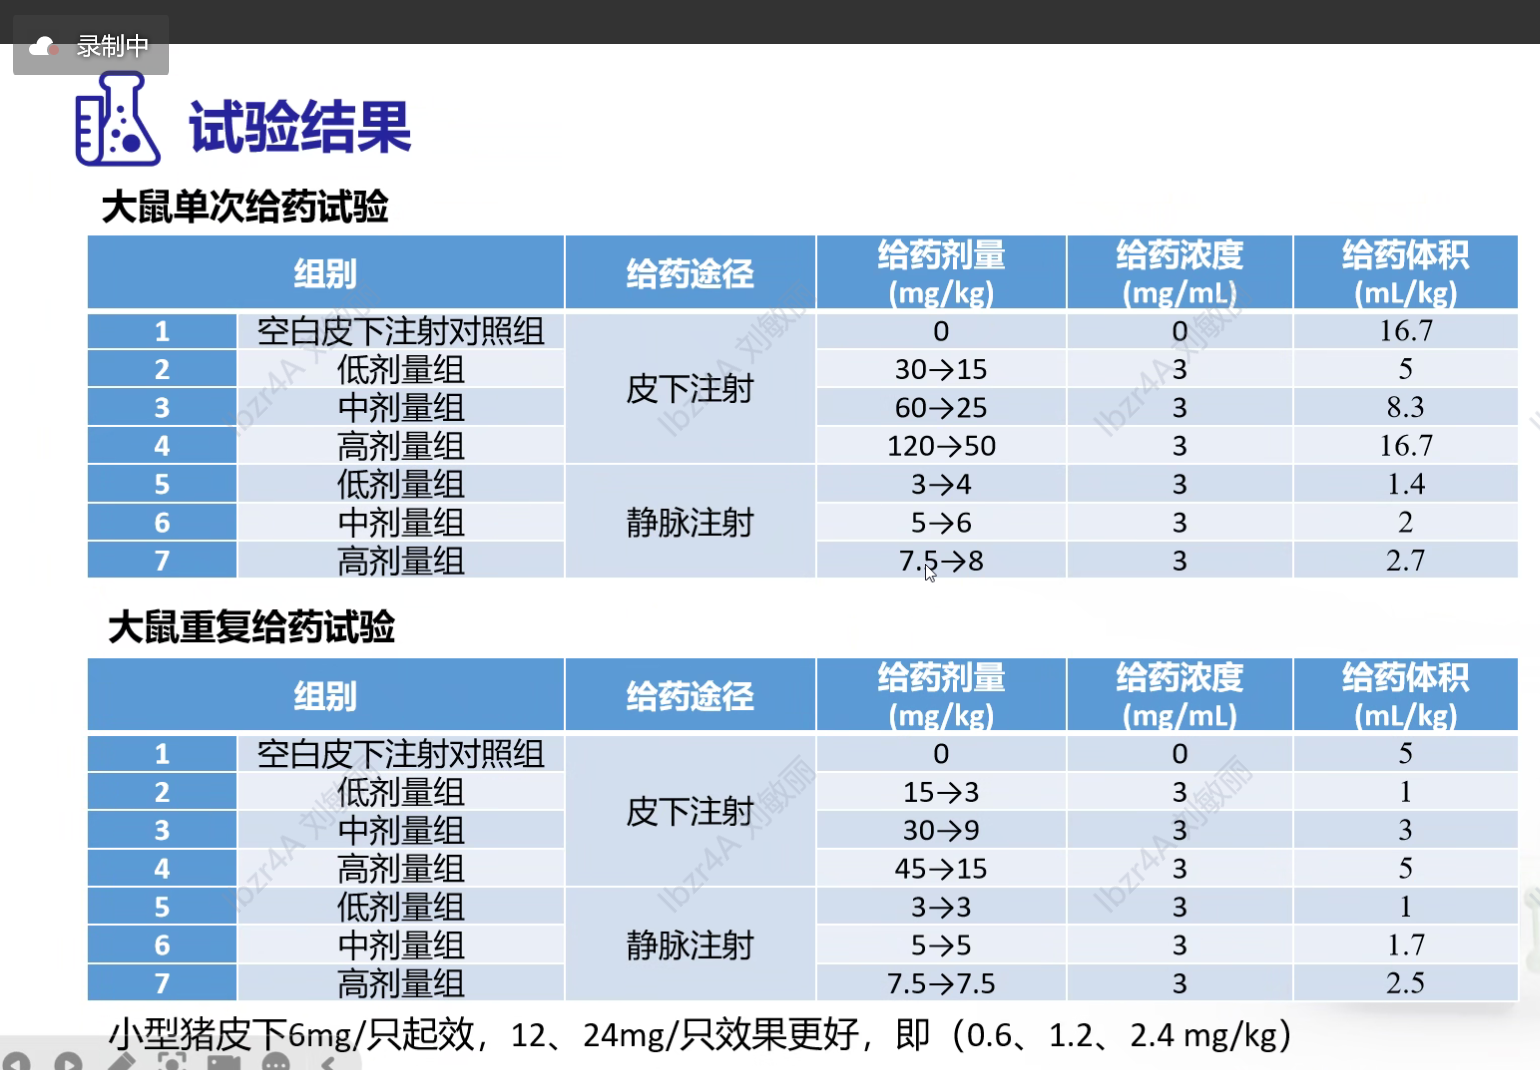 录制中
试验结果
大鼠单次给药试验
组别 给药途径 给药剂量 (mg/kg) 给药浓度 (mg/mL) 给药体积 (mL/kg)
1 空白皮下注射对照组 皮下注射 0 0 16.7
2 低剂量组 30→15 3 5
3 中剂量组 60→25 3 8.3
4 高剂量组 120→50 3 16.7
5 低剂量组 静脉注射 3→4 3 1.4
6 中剂量组 5→6 3 2
7 高剂量组 7.5→8 3 2.7
大鼠重复给药试验
组别 给药途径 给药剂量 (mg/kg) 给药浓度 (mg/mL) 给药体积 (mL/kg)
1 空白皮下注射对照组 皮下注射 0 0 5
2 低剂量组 15→3 3 1
3 中剂量组 30→9 3 3
4 高剂量组 45→15 3 5
5 低剂量组 静脉注射 3→3 3 1
6 中剂量组 5→5 3 1.7
7 高剂量组 7.5→7.5 3 2.5
小型猪皮下6mg/只起效，12、24mg/只效果更好，即（0.6、1.2、2.4 mg/kg）